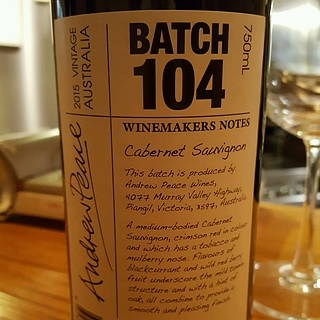 BATCH
104
750mL
2015 VINTAGE
AUSTRALIA
Andrew Peace
WINEMAKERS NOTES
Cabernet Sauvignon
This batch is produced by
Andrew Peace Wines,
4077 Murray Valley Highway,
Piangil, Victoria, 3597, Australia
A medium-bodied Cabernet
Sauvignon, crimson red in colour
and which has a tobacco and
mulberry nose. Flavours of
blackcurrant and wild red berry
fruit underscore the mild tannin
structure and with a hint of
oak, all combine to provide a
smooth and pleasing finish.